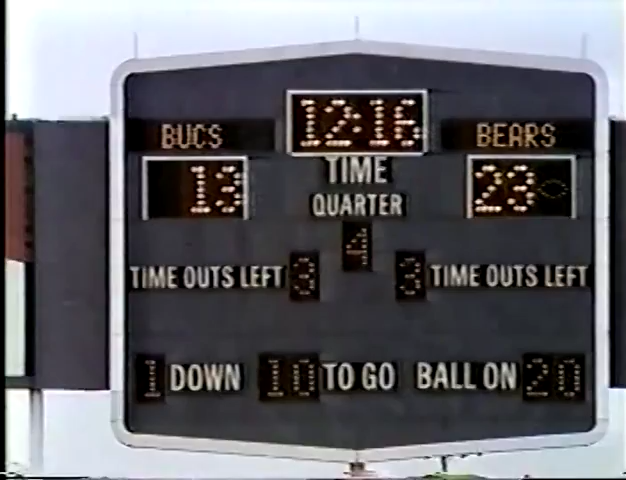 12:16
BUCS BEARS
13 TIME 23
QUARTER
4
TIME OUTS LEFT 3 3 TIME OUTS LEFT
1 DOWN 10 TO GO BALL ON